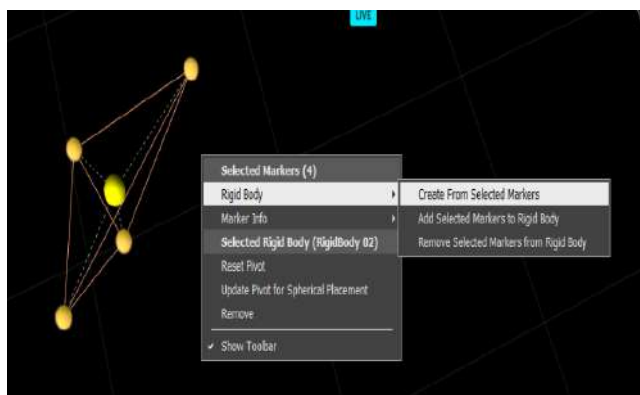 LIVE
Selected Markers (4)
Rigid Body
Create From Selected Markers
Marker Info
Add Selected Markers to Rigid Body
Selected Rigid Body (RigidBody 02)
Remove Selected Markers from Rigid Body
Reset Pivot
Update Pivot for Spherical Placement
Remove
Show Toolbar